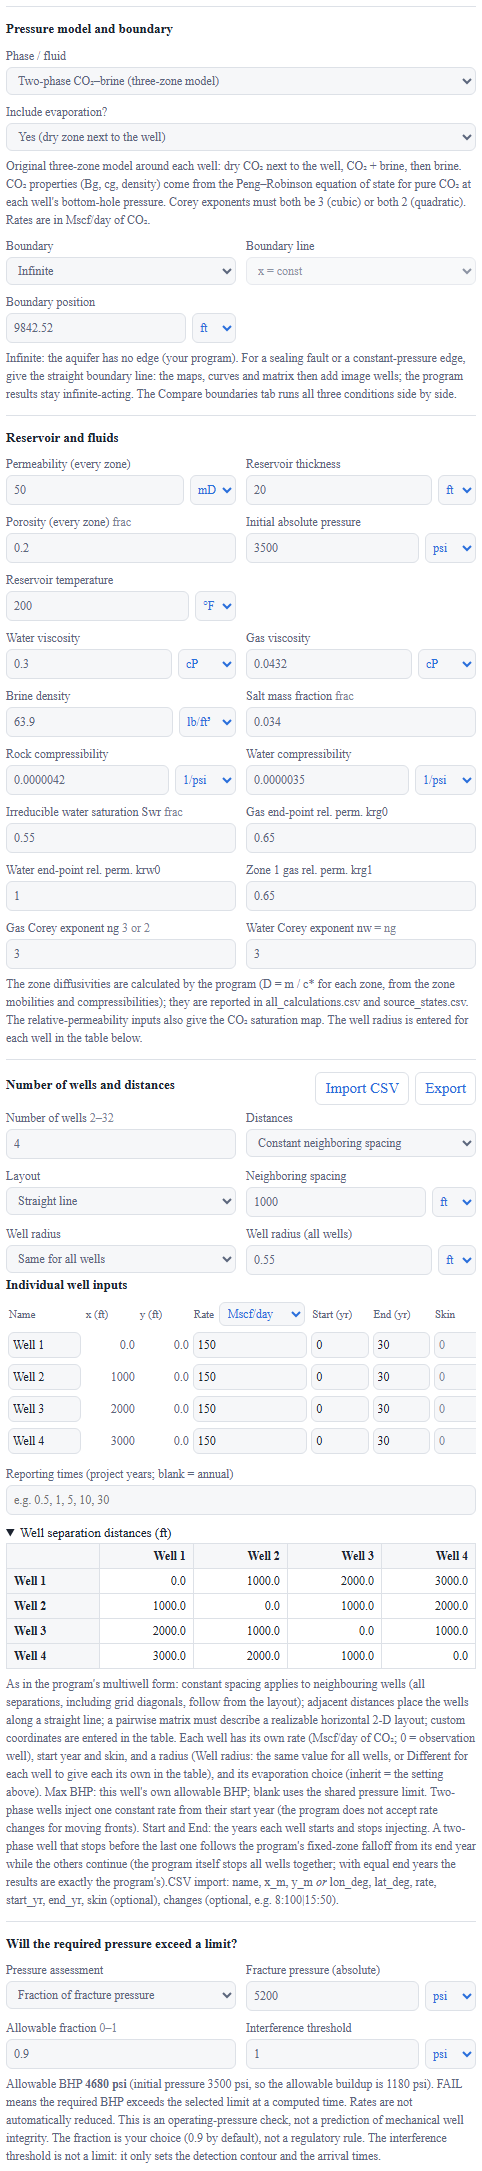 Pressure model and boundary
Phase / fluid
Two-phase CO₂–brine (three-zone model)
Include evaporation?
Yes (dry zone next to the well)
Original three-zone model around each well: dry CO₂ next to the well, CO₂ + brine, then brine.
CO₂ properties (Bg, cg, density) come from the Peng–Robinson equation of state for pure CO₂ at
each well's bottom-hole pressure. Corey exponents must both be 3 (cubic) or both 2 (quadratic).
Rates are in Mscf/day of CO₂.
Boundary Boundary line
Infinite x = const
Boundary position
9842.52 ft
Infinite: the aquifer has no edge (your program). For a sealing fault or a constant-pressure edge,
give the straight boundary line: the maps, curves and matrix then add image wells; the program
results stay infinite-acting. The Compare boundaries tab runs all three conditions side by side.
Reservoir and fluids
Permeability (every zone) Reservoir thickness
50 mD 20 ft
Porosity (every zone) frac Initial absolute pressure
0.2 3500 psi
Reservoir temperature
200 °F
Water viscosity Gas viscosity
0.3 cP 0.0432 cP
Brine density Salt mass fraction frac
63.9 lb/ft³ 0.034
Rock compressibility Water compressibility
0.0000042 1/psi 0.0000035 1/psi
Irreducible water saturation Swr frac Gas end-point rel. perm. krg0
0.55 0.65
Water end-point rel. perm. krw0 Zone 1 gas rel. perm. krg1
1 0.65
Gas Corey exponent ng 3 or 2 Water Corey exponent nw = ng
3 3
The zone diffusivities are calculated by the program (D = m / c* for each zone, from the zone
mobilities and compressibilities); they are reported in all_calculations.csv and source_states.csv.
The relative-permeability inputs also give the CO₂ saturation map. The well radius is entered for
each well in the table below.
Number of wells and distances Import CSV Export
Number of wells 2–32 Distances
4 Constant neighboring spacing
Layout Neighboring spacing
Straight line 1000 ft
Well radius Well radius (all wells)
Same for all wells 0.55 ft
Individual well inputs
Name x (ft) y (ft) Rate Mscf/day Start (yr) End (yr) Skin
Well 1 0.0 0.0 150 0 30 0
Well 2 1000 0.0 150 0 30 0
Well 3 2000 0.0 150 0 30 0
Well 4 3000 0.0 150 0 30 0
Reporting times (project years; blank = annual)
e.g. 0.5, 1, 5, 10, 30
▼ Well separation distances (ft)
Well 1 Well 2 Well 3 Well 4
Well 1 0.0 1000.0 2000.0 3000.0
Well 2 1000.0 0.0 1000.0 2000.0
Well 3 2000.0 1000.0 0.0 1000.0
Well 4 3000.0 2000.0 1000.0 0.0
As in the program's multiwell form: constant spacing applies to neighbouring wells (all
separations, including grid diagonals, follow from the layout); adjacent distances place the wells
along a straight line; a pairwise matrix must describe a realizable horizontal 2-D layout; custom
coordinates are entered in the table. Each well has its own rate (Mscf/day of CO₂; 0 = observation
well), start year and skin, and a radius (Well radius: the same value for all wells, or Different for
each well to give each its own in the table), and its evaporation choice (inherit = the setting
above). Max BHP: this well's own allowable BHP; blank uses the shared pressure limit. Two-
phase wells inject one constant rate from their start year (the program does not accept rate
changes for moving fronts). Start and End: the years each well starts and stops injecting. A two-
phase well that stops before the last one follows the program's fixed-zone falloff from its end year
while the others continue (the program itself stops all wells together; with equal end years the
results are exactly the program's).CSV import: name, x_m, y_m or lon_deg, lat_deg, rate,
start_yr, end_yr, skin (optional), changes (optional, e.g. 8:100|15:50).
Will the required pressure exceed a limit?
Pressure assessment Fracture pressure (absolute)
Fraction of fracture pressure 5200 psi
Allowable fraction 0–1 Interference threshold
0.9 1 psi
Allowable BHP 4680 psi (initial pressure 3500 psi, so the allowable buildup is 1180 psi). FAIL
means the required BHP exceeds the selected limit at a computed time. Rates are not
automatically reduced. This is an operating-pressure check, not a prediction of mechanical well
integrity. The fraction is your choice (0.9 by default), not a regulatory rule. The interference
threshold is not a limit: it only sets the detection contour and the arrival times.